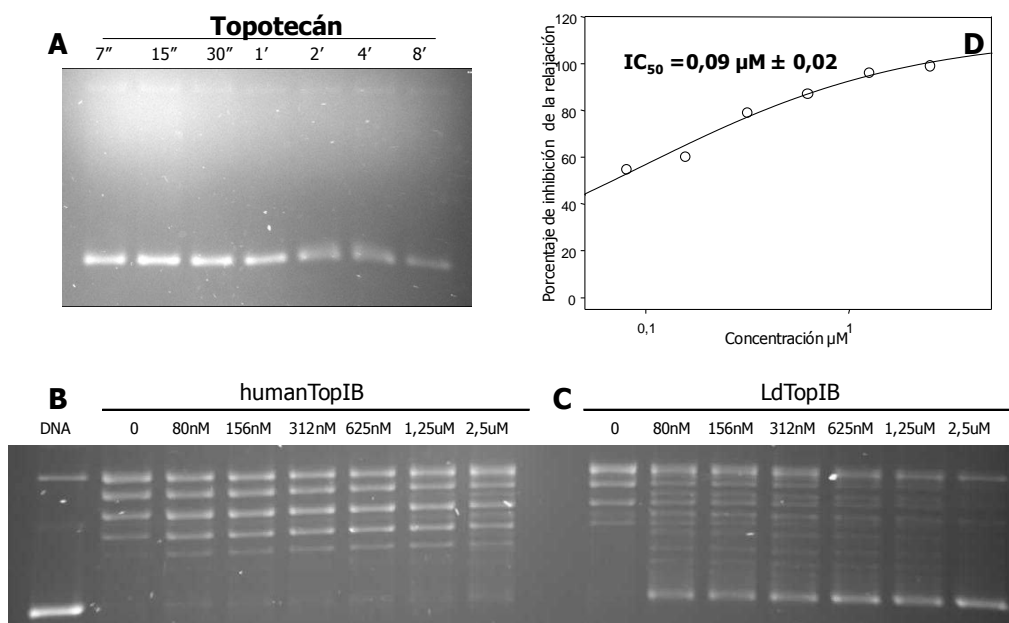 Topotecán
A
7” 15” 30” 1’ 2’ 4’ 8’
D
IC50 =0,09 µM ± 0,02
Porcentaje de inhibición de la relajación
120
100
80
60
40
20
0
0,1 1
Concentración µM
B
humanTopIB
DNA 0 80nM 156nM 312nM 625nM 1,25uM 2,5uM
C
LdTopIB
0 80nM 156nM 312nM 625nM 1,25uM 2,5uM